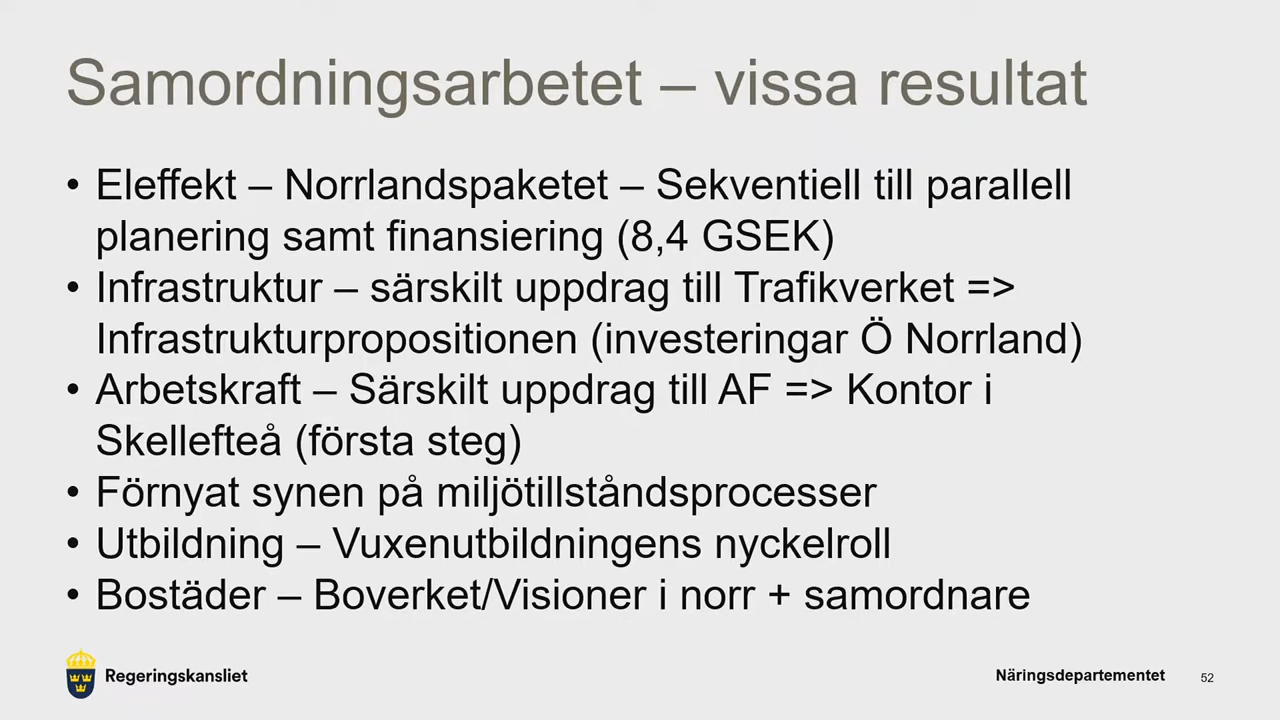 Samordningsarbetet – vissa resultat
• Eleffekt – Norrlandspaketet – Sekventiell till parallell
planering samt finansiering (8,4 GSEK)
• Infrastruktur – särskilt uppdrag till Trafikverket =>
Infrastrukturpropositionen (investeringar Ö Norrland)
• Arbetskraft – Särskilt uppdrag till AF => Kontor i
Skellefteå (första steg)
• Förnyat synen på miljötillståndsprocesser
• Utbildning – Vuxenutbildningens nyckelroll
• Bostäder – Boverket/Visioner i norr + samordnare
Regeringskansliet
Näringsdepartementet
52